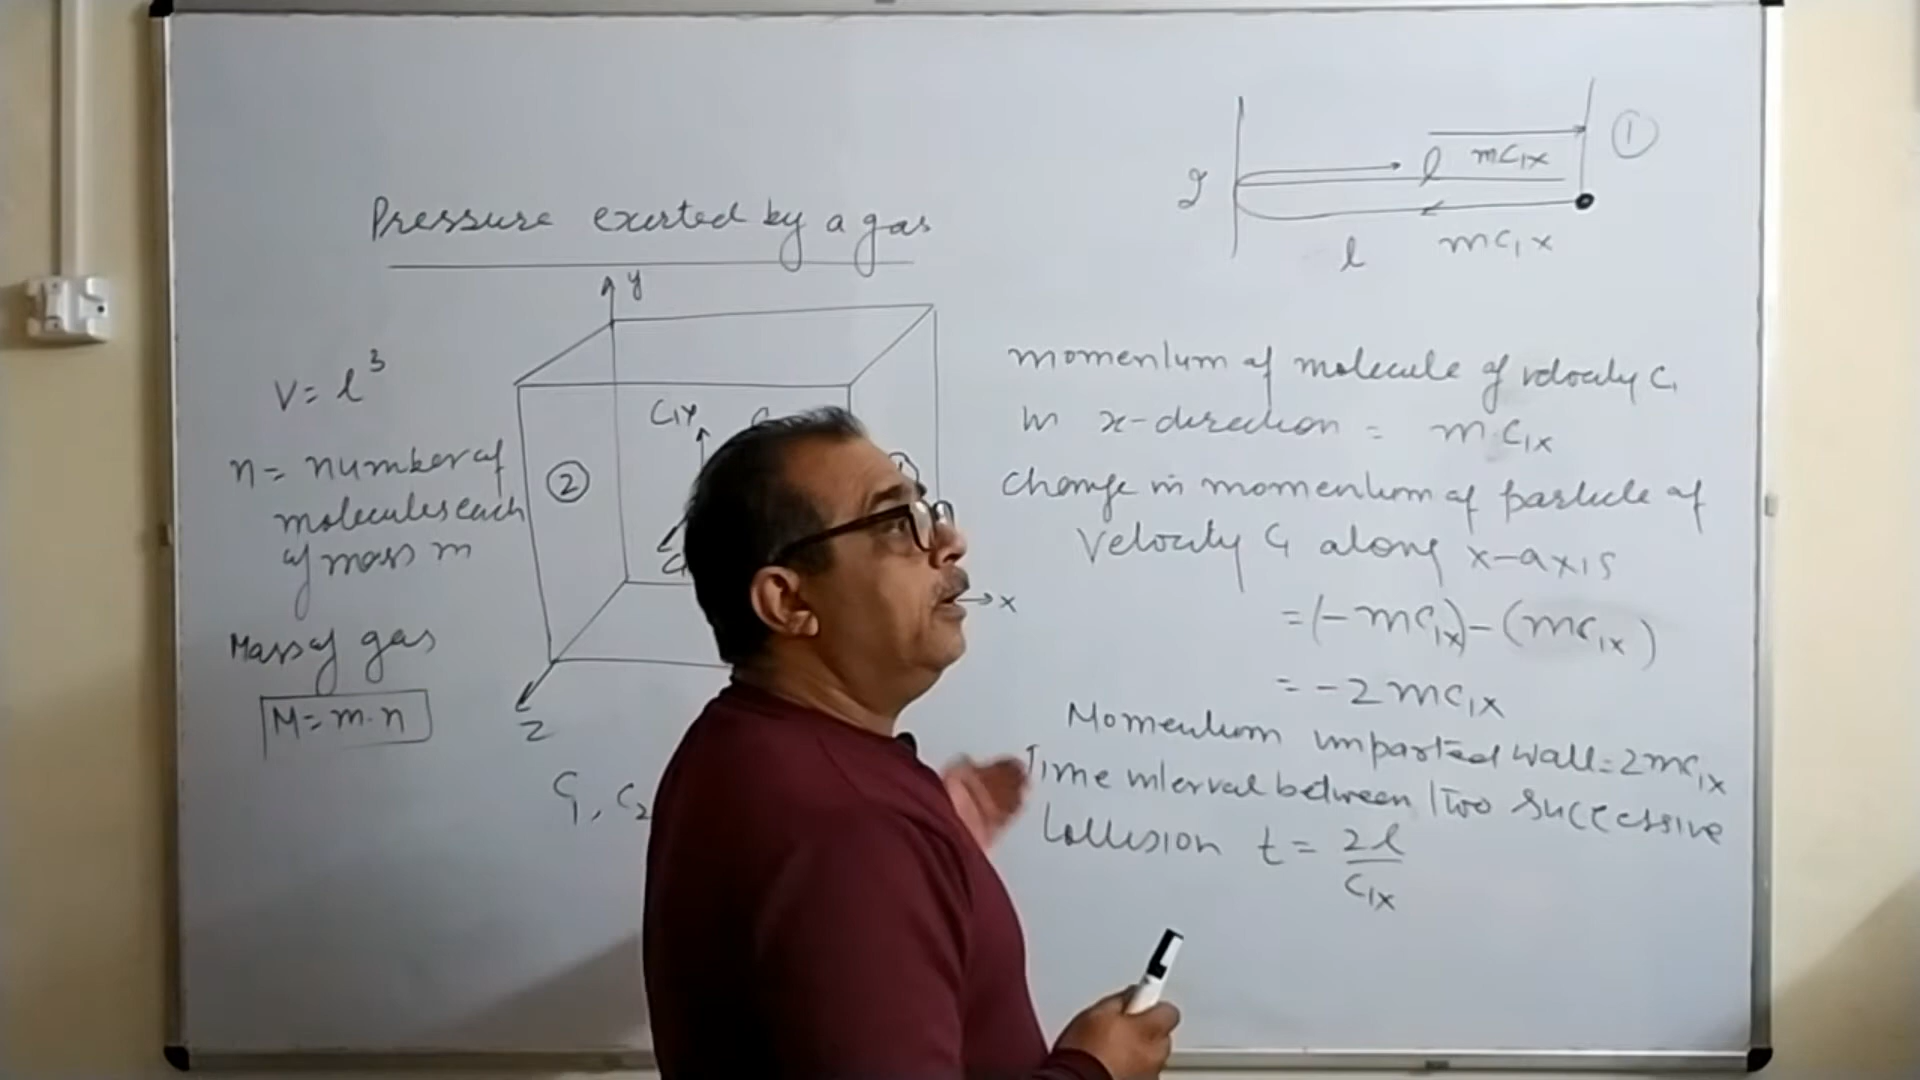 Pressure exerted by a gas
y
V = l³
n = number of
molecules each
of mass m
Mass of gas
M = m.n
C1y
2
x
Z
C1, C2
2
l mC1x
1
l mC1x
momentum of molecule of velocity C1
in x-direction = mC1x
change in momentum of particle of
velocity C1 along x-axis
= (-mC1x) - (mC1x)
= -2mC1x
Momentum imparted wall = 2mC1x
Time interval between two successive
Collision t = 2l
C1x